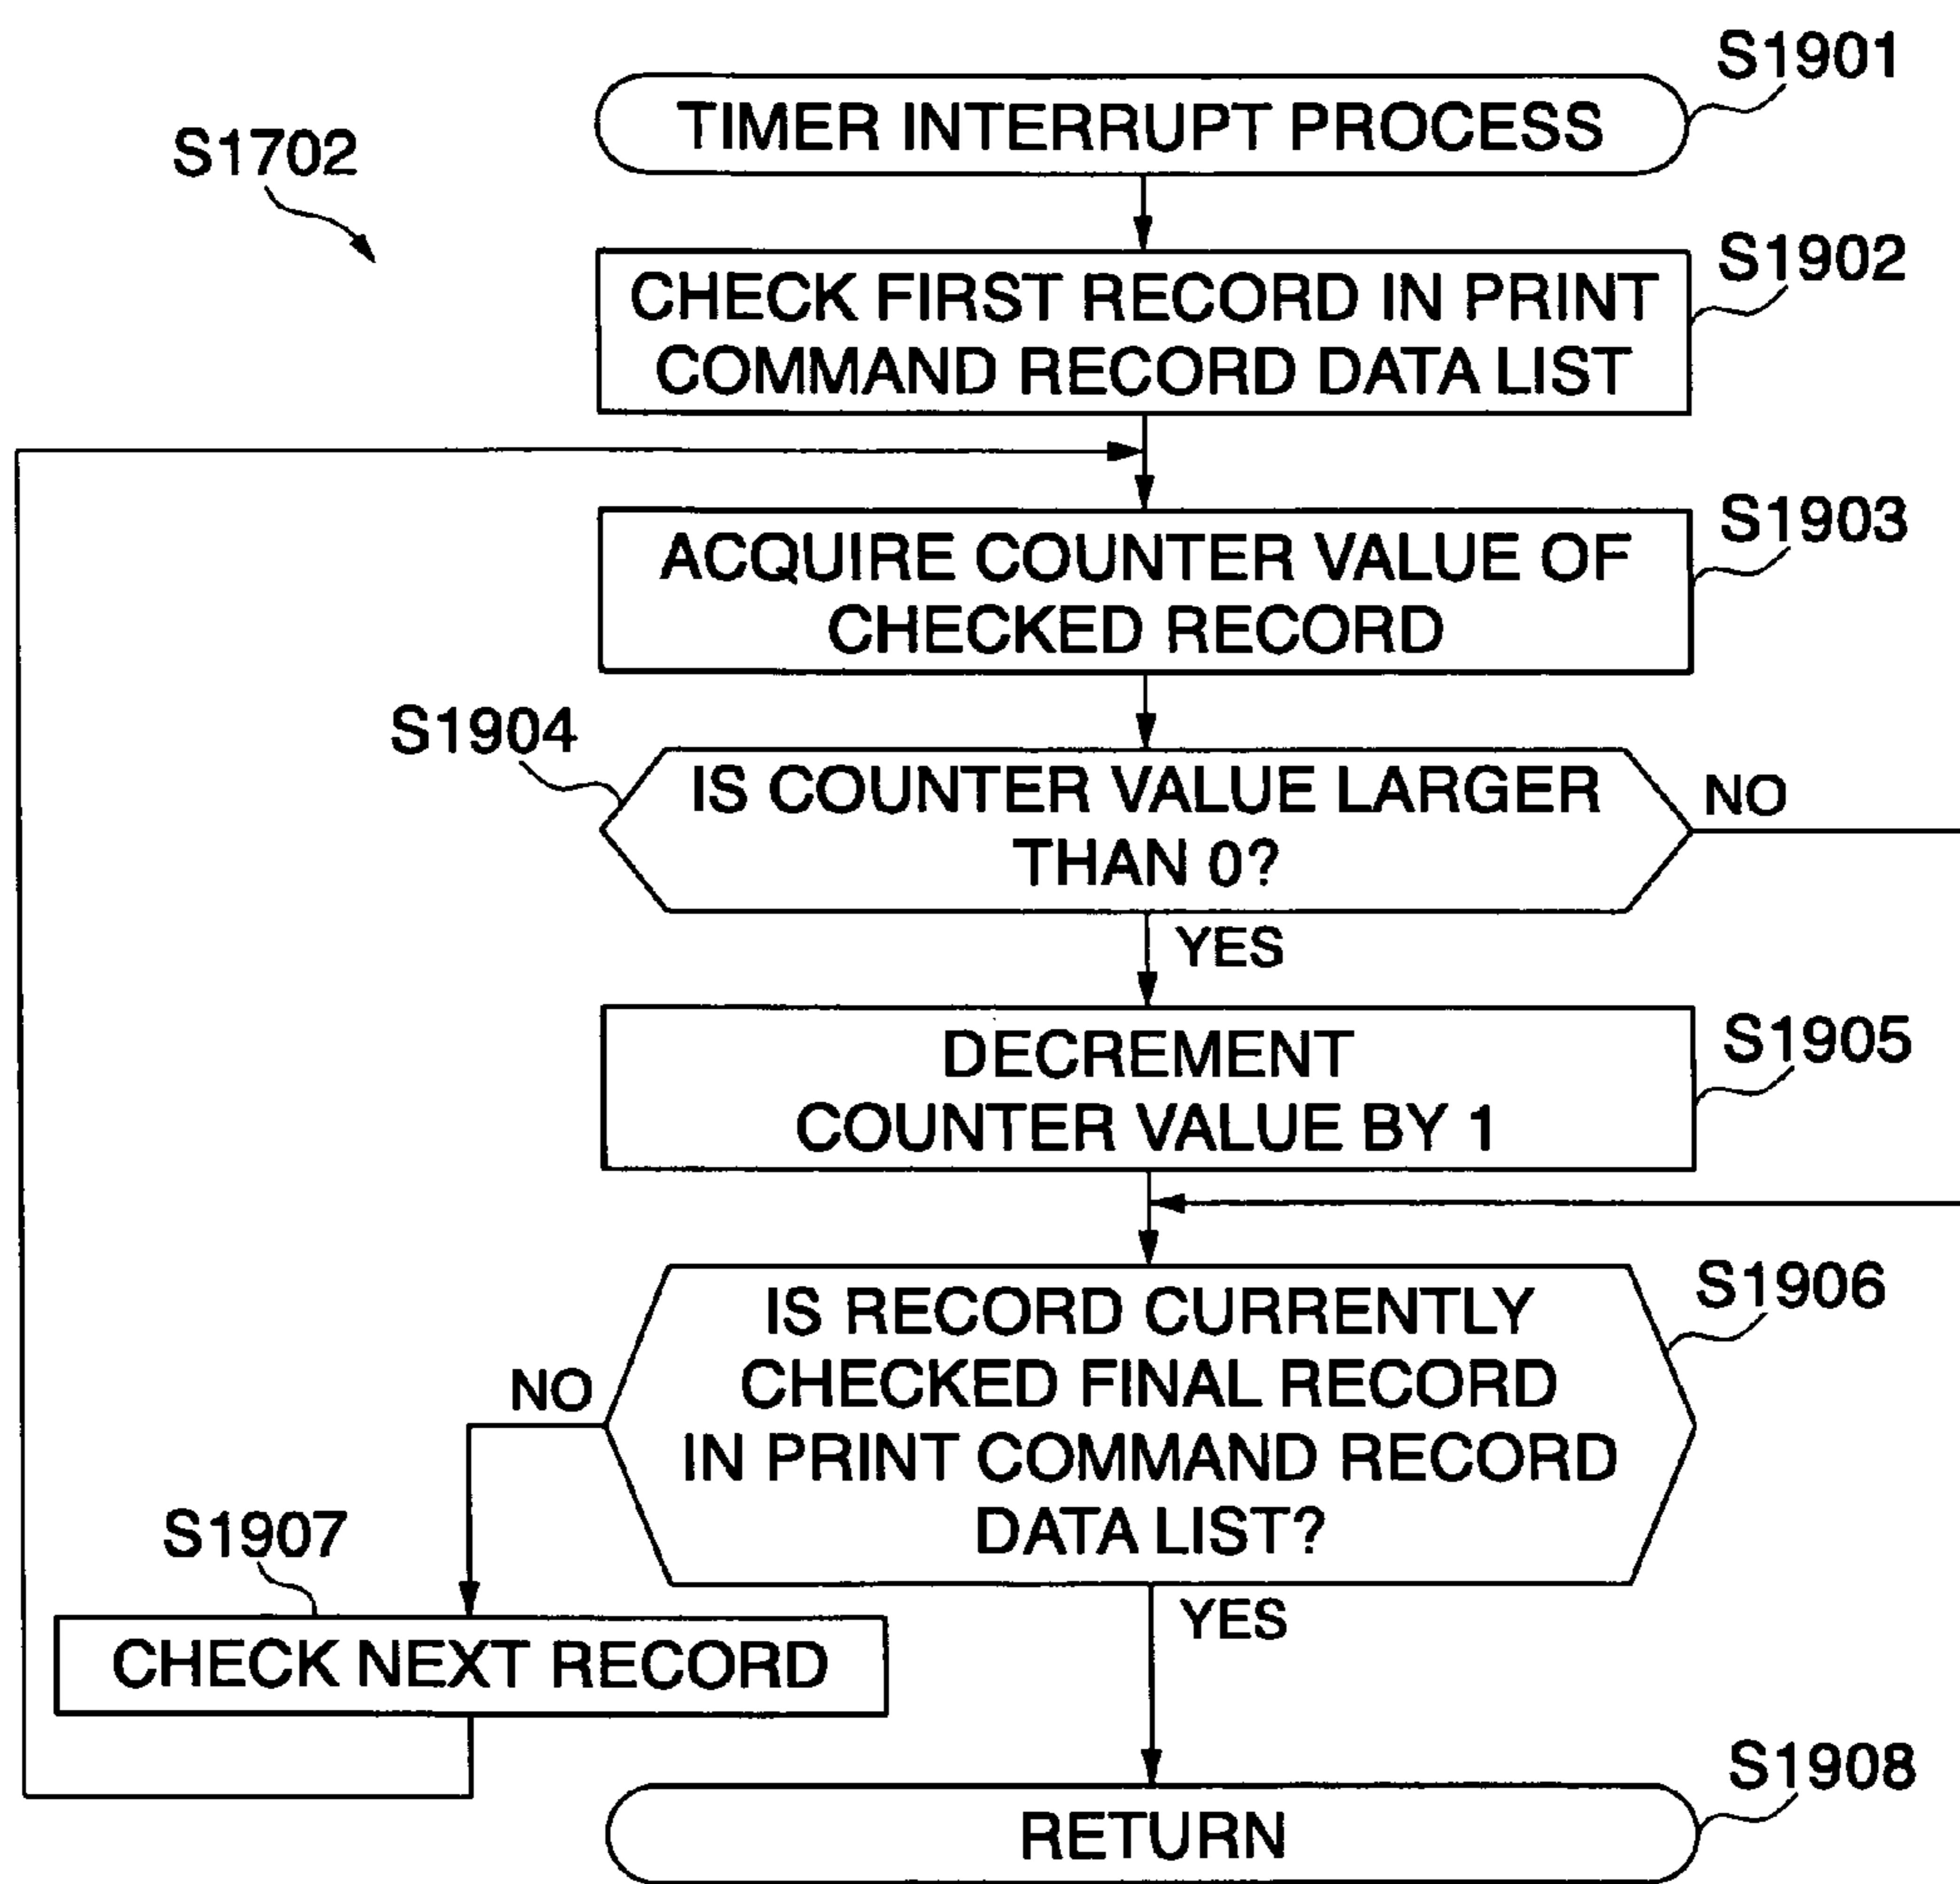 S1901
TIMER INTERRUPT PROCESS
S1702
S1902
CHECK FIRST RECORD IN PRINT
COMMAND RECORD DATA LIST
S1903
ACQUIRE COUNTER VALUE OF
CHECKED RECORD
S1904
IS COUNTER VALUE LARGER
THAN 0?
NO
YES
S1905
DECREMENT
COUNTER VALUE BY 1
S1906
IS RECORD CURRENTLY
CHECKED FINAL RECORD
IN PRINT COMMAND RECORD
DATA LIST?
NO
YES
S1907
CHECK NEXT RECORD
S1908
RETURN